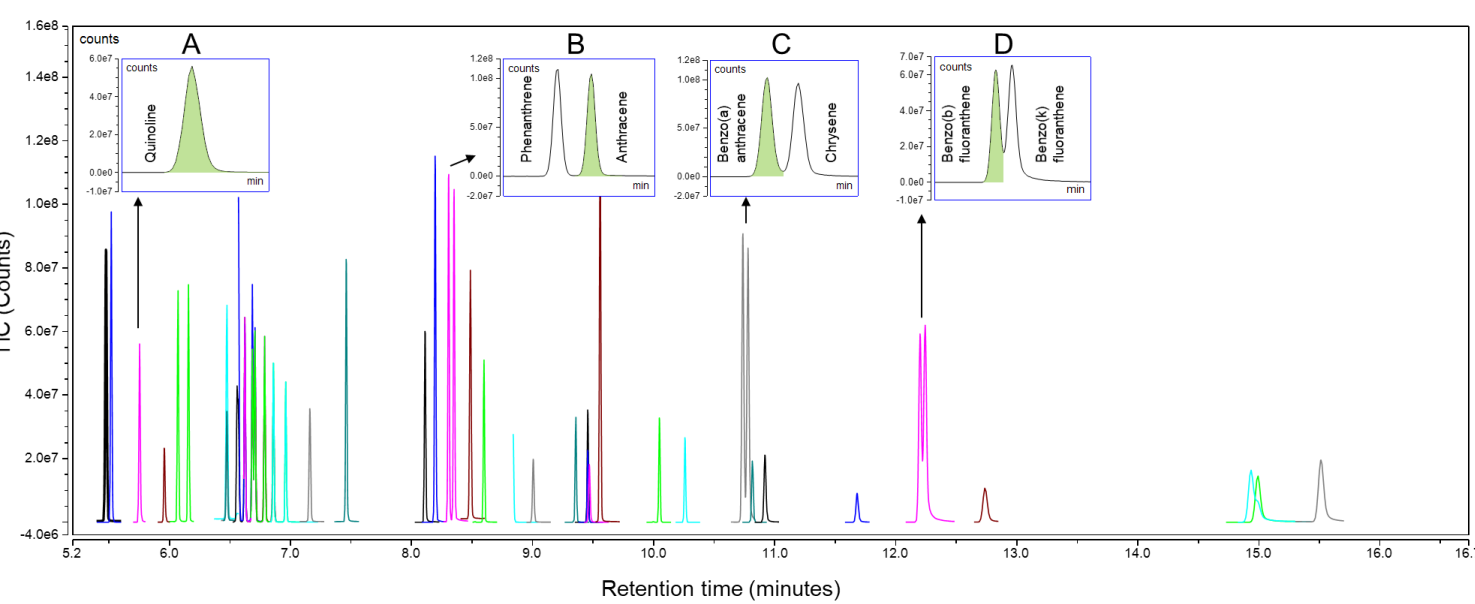 A
B
C
D
1.6e8
counts
1.4e8
1.2e8
1.0e8
8.0e7
6.0e7
4.0e7
2.0e7
-4.0e6
(Counts)
6.0e7
4.0e7
2.0e7
0.0e0
-1.0e7
counts
Quinoline
min
1.2e8
1.0e8
5.0e7
0.0e0
-2.0e7
counts
Phenanthrene
Anthracene
min
1.2e8
1.0e8
5.0e7
0.0e0
-2.0e7
counts
Benzo(a)
anthracene
Chrysene
min
7.0e7
6.0e7
4.0e7
2.0e7
0.0e0
-1.0e7
counts
Benzo(b)
fluoranthene
Benzo(k)
fluoranthene
min
5.2 6.0 7.0 8.0 9.0 10.0 11.0 12.0 13.0 14.0 15.0 16.0
Retention time (minutes)